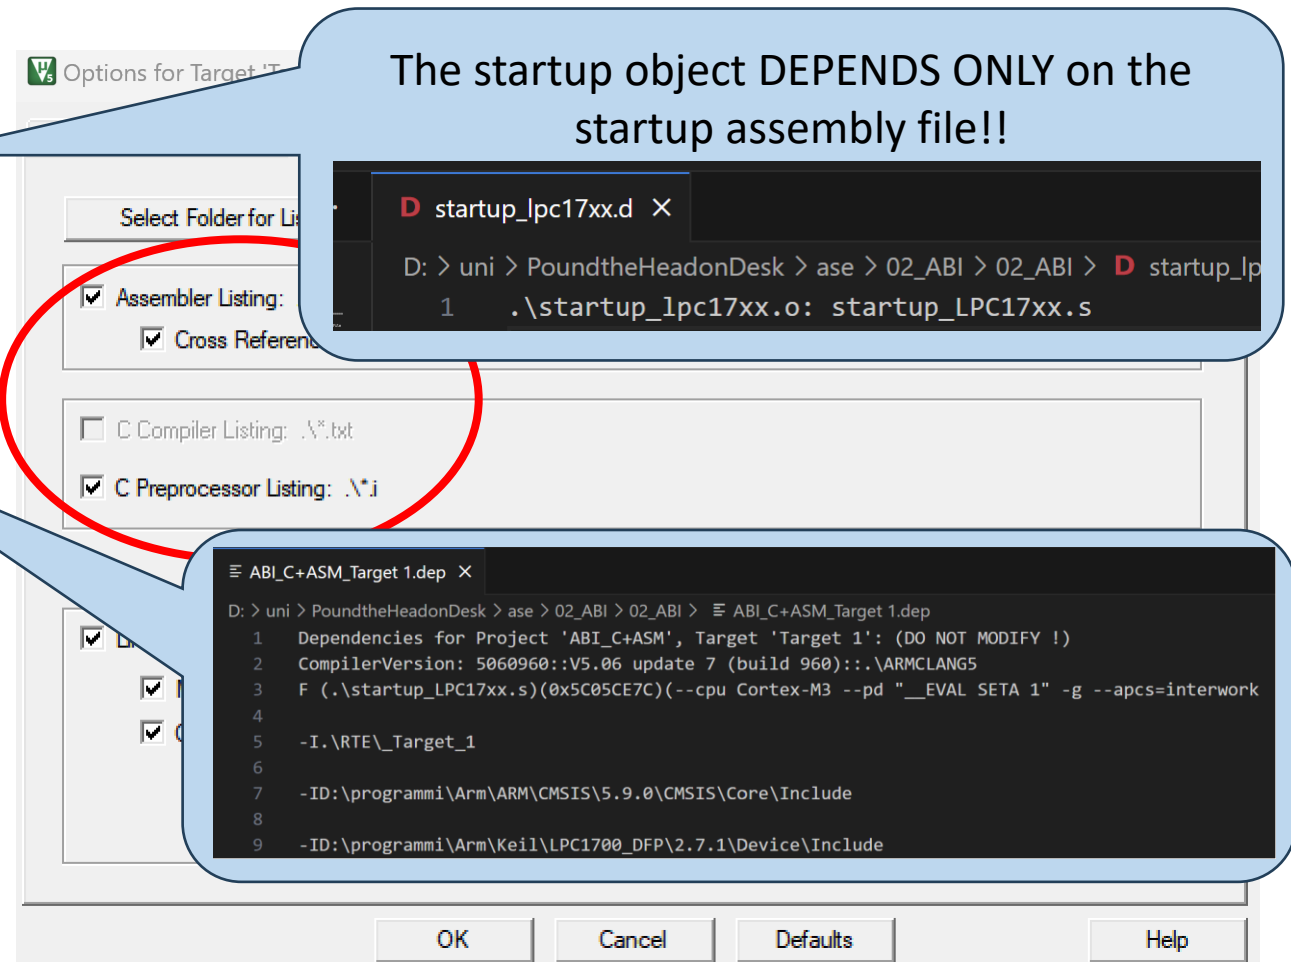 The startup object DEPENDS ONLY on the
startup assembly file!!
Options for Target
Select Folder for
D startup_lpc17xx.d ×
D: > uni > PoundtheHeadonDesk > ase > 02_ABI > 02_ABI > D startup_lp
1 .\startup_lpc17xx.o: startup_LPC17xx.s
Assembler Listing:
Cross
C Compiler Listing: .\*.txt
C Preprocessor Listing: .\*.i
ABI_C+ASM_Target 1.dep ×
D: > uni > PoundtheHeadonDesk > ase > 02_ABI > 02_ABI > ABI_C+ASM_Target 1.dep
1 Dependencies for Project 'ABI_C+ASM', Target 'Target 1': (DO NOT MODIFY !)
2 CompilerVersion: 5060960::V5.06 update 7 (build 960)::.\ARMCLANG5
3 F (.\startup_LPC17xx.s)(0x5C05CE7C)(--cpu Cortex-M3 --pd "__EVAL SETA 1" -g --apcs=interwork
4
5 -I.\RTE\_Target_1
6
7 -ID:\programmi\Arm\ARM\CMSIS\5.9.0\CMSIS\Core\Include
8
9 -ID:\programmi\Arm\Keil\LPC1700_DFP\2.7.1\Device\Include
OK
Cancel
Defaults
Help